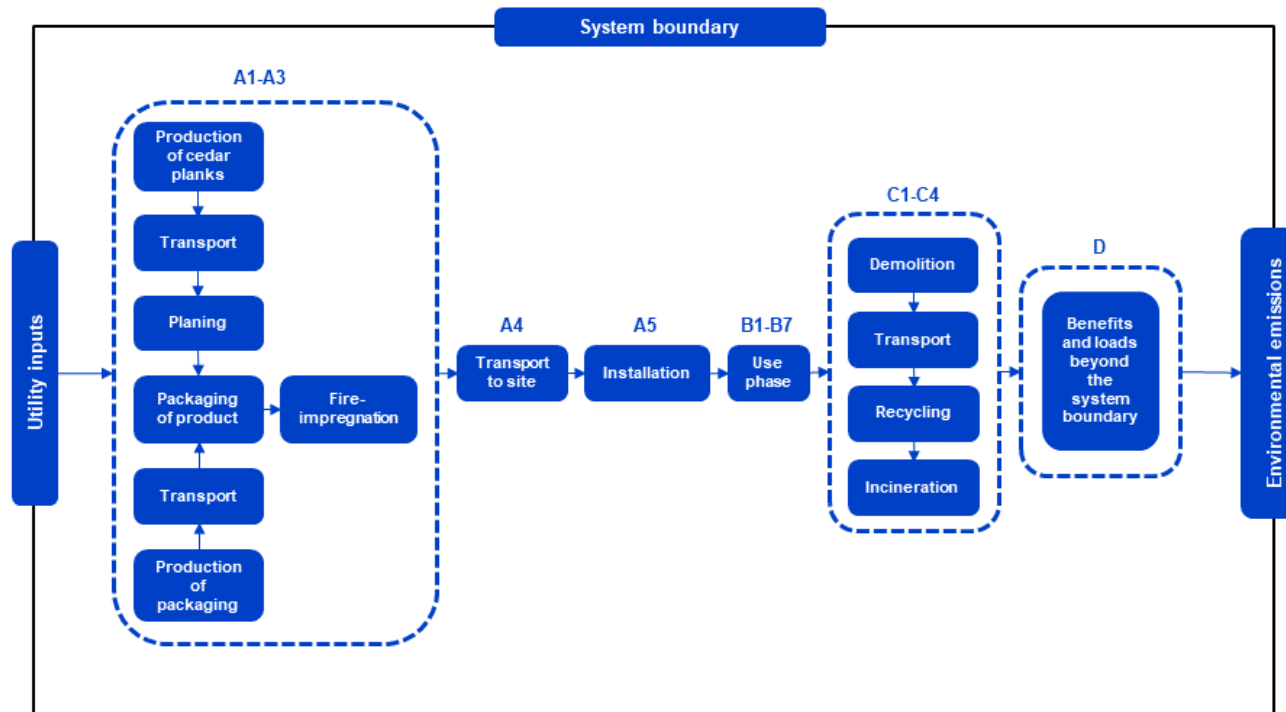 System boundary
A1-A3
Production
of cedar
planks
Transport
Planing
Packaging
of product
Fire-
impregnation
Transport
Production
of
packaging
Utility inputs
A4
Transport
to site
A5
Installation
B1-B7
Use
phase
C1-C4
Demolition
Transport
Recycling
Incineration
D
Benefits
and loads
beyond
the
system
boundary
Environmental emissions